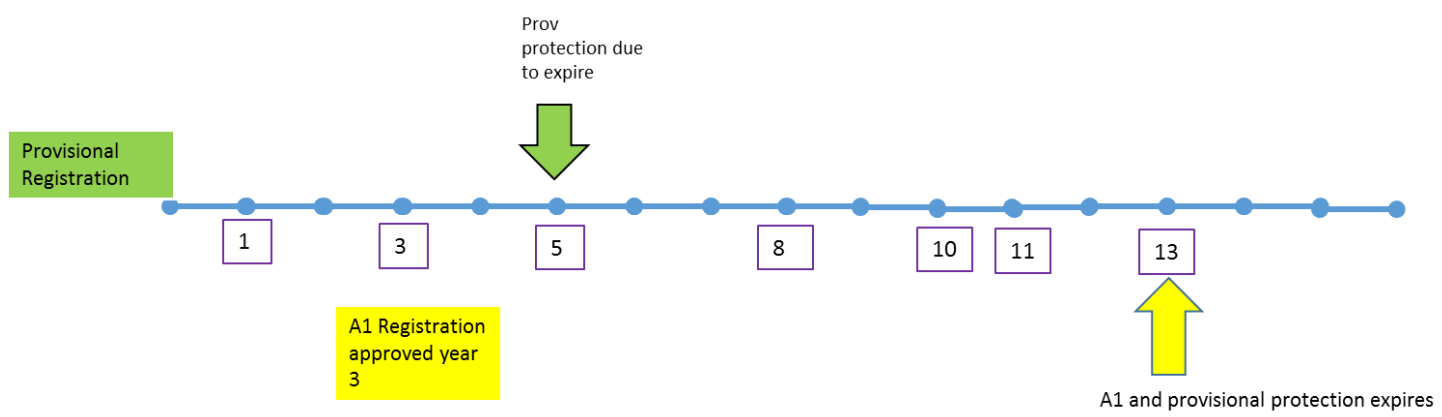 Prov
protection due
to expire
Provisional
Registration
1
3
5
8
10
11
13
A1 Registration
approved year
3
A1 and provisional protection expires